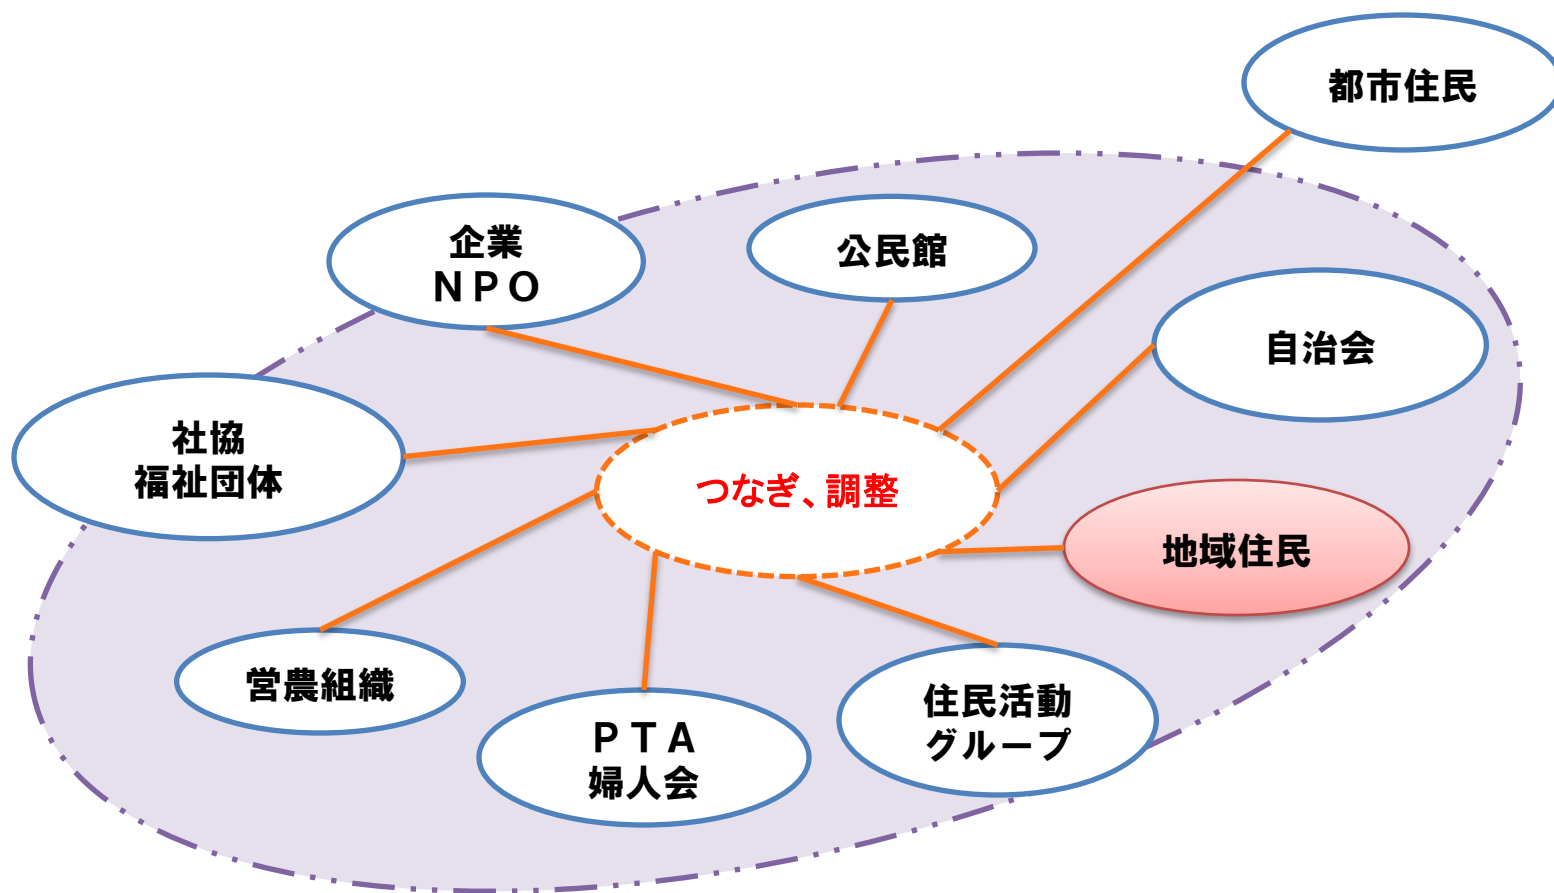 都市住民
企業
ＮＰＯ
公民館
自治会
社協
福祉団体
つなぎ、調整
地域住民
営農組織
ＰＴＡ
婦人会
住民活動
グループ